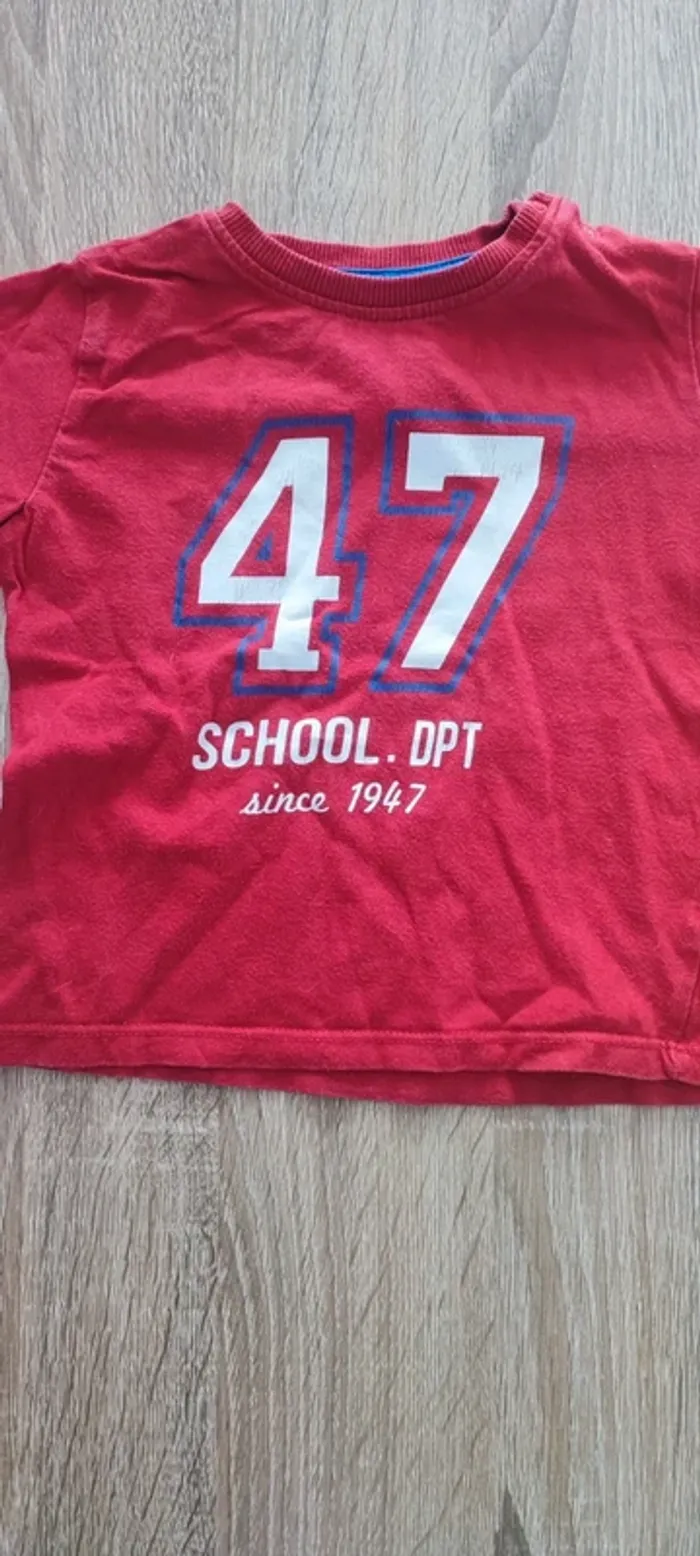 47
SCHOOL. DPT
since 1947